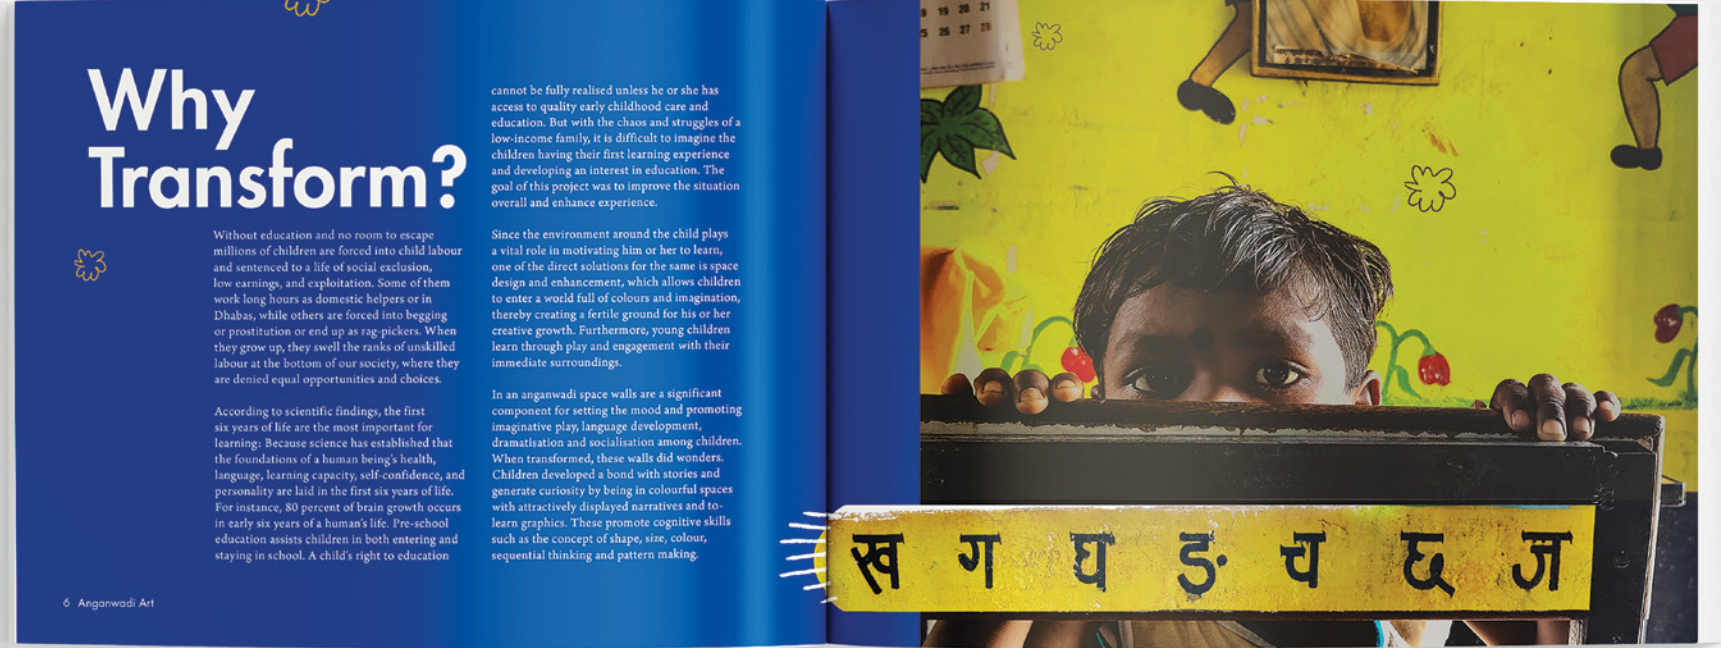 Why
Transform?
Without education and no room to escape
millions of children are forced into child labour
and sentenced to a life of social exclusion,
low earnings, and exploitation. Some of them
work long hours as domestic helpers or in
Dhabas, while others are forced into begging
or prostitution or end up as rag-pickers. When
they grow up, they swell the ranks of unskilled
labour at the bottom of our society, where they
are denied equal opportunities and choices.
According to scientific findings, the first
six years of life are the most important for
learning: Because science has established that
the foundations of a human being's health,
language, learning capacity, self-confidence, and
personality are laid in the first six years of life.
For instance, 80 percent of brain growth occurs
in early six years of a human's life. Pre-school
education assists children in both entering and
staying in school. A child's right to education
cannot be fully realised unless he or she has
access to quality early childhood care and
education. But with the chaos and struggles of a
low-income family, it is difficult to imagine the
children having their first learning experience
and developing an interest in education. The
goal of this project was to improve the situation
overall and enhance experience.
Since the environment around the child plays
a vital role in motivating him or her to learn,
one of the direct solutions for the same is space
design and enhancement, which allows children
to enter a world full of colours and imagination,
thereby creating a fertile ground for his or her
creative growth. Furthermore, young children
learn through play and engagement with their
immediate surroundings.
In an anganwadi space walls are a significant
component for setting the mood and promoting
imaginative play, language development,
dramatisation and socialisation among children.
When transformed, these walls did wonders.
Children developed a bond with stories and
generate curiosity by being in colourful spaces
with attractively displayed narratives and to-
learn graphics. These promote cognitive skills
such as the concept of shape, size, colour,
sequential thinking and pattern making.
6 Anganwadi Art
19 20 21
26 27 28
ख ग घ ङ च छ ज